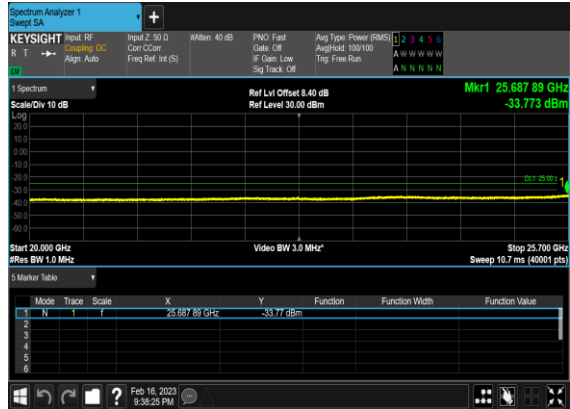 Spectrum Analyzer 1
Swept SA
+
KEYSIGHT Input: RF Input Z: 50 Ω #Atten: 40 dB PNO: Fast Avg Type: Power (RMS) 1 2 3 4 5 6
R T Coupling: DC Corr CCorr Gate: Off Avg|Hold: 100/100 A W W W W W
Align: Auto Freq Ref: Int (S) IF Gain: Low Trig: Free Run
Sig Track: Off A N N N N N
1 Spectrum Ref Lvl Offset 8.40 dB Mkr1 25.687 89 GHz
Scale/Div 10 dB Ref Level 30.00 dBm -33.773 dBm
Log
20.0
10.0
0.00
-10.0
-20.0
DL1 -25.00 1
-30.0
-40.0
-50.0
-60.0
Start 20.000 GHz Video BW 3.0 MHz* Stop 25.700 GHz
#Res BW 1.0 MHz Sweep 10.7 ms (40001 pts)
5 Marker Table
Mode Trace Scale X Y Function Function Width Function Value
1 N 1 f 25.687 89 GHz -33.77 dBm
2
3
4
5
6
? Feb 16, 2023
9:38:25 PM